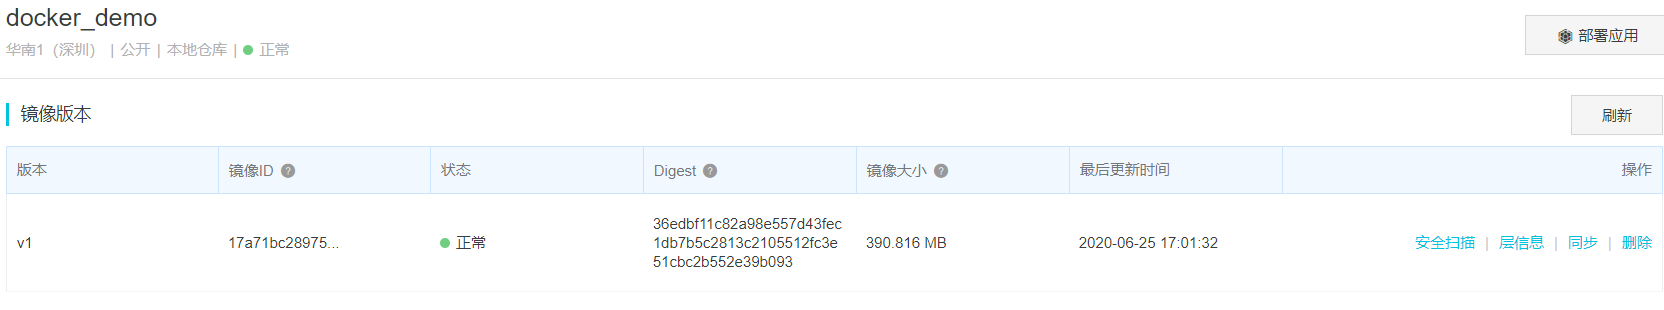 docker_demo
华南1（深圳） | 公开 | 本地仓库 | 正常
部署应用
镜像版本
刷新
版本 镜像ID ? 状态 Digest ? 镜像大小 ? 最后更新时间 操作
v1 17a71bc28975... 正常 36edbf11c82a98e557d43fec
1db7b5c2813c2105512fc3e
51cbc2b552e39b093
390.816 MB 2020-06-25 17:01:32 安全扫描 | 层信息 | 同步 | 删除